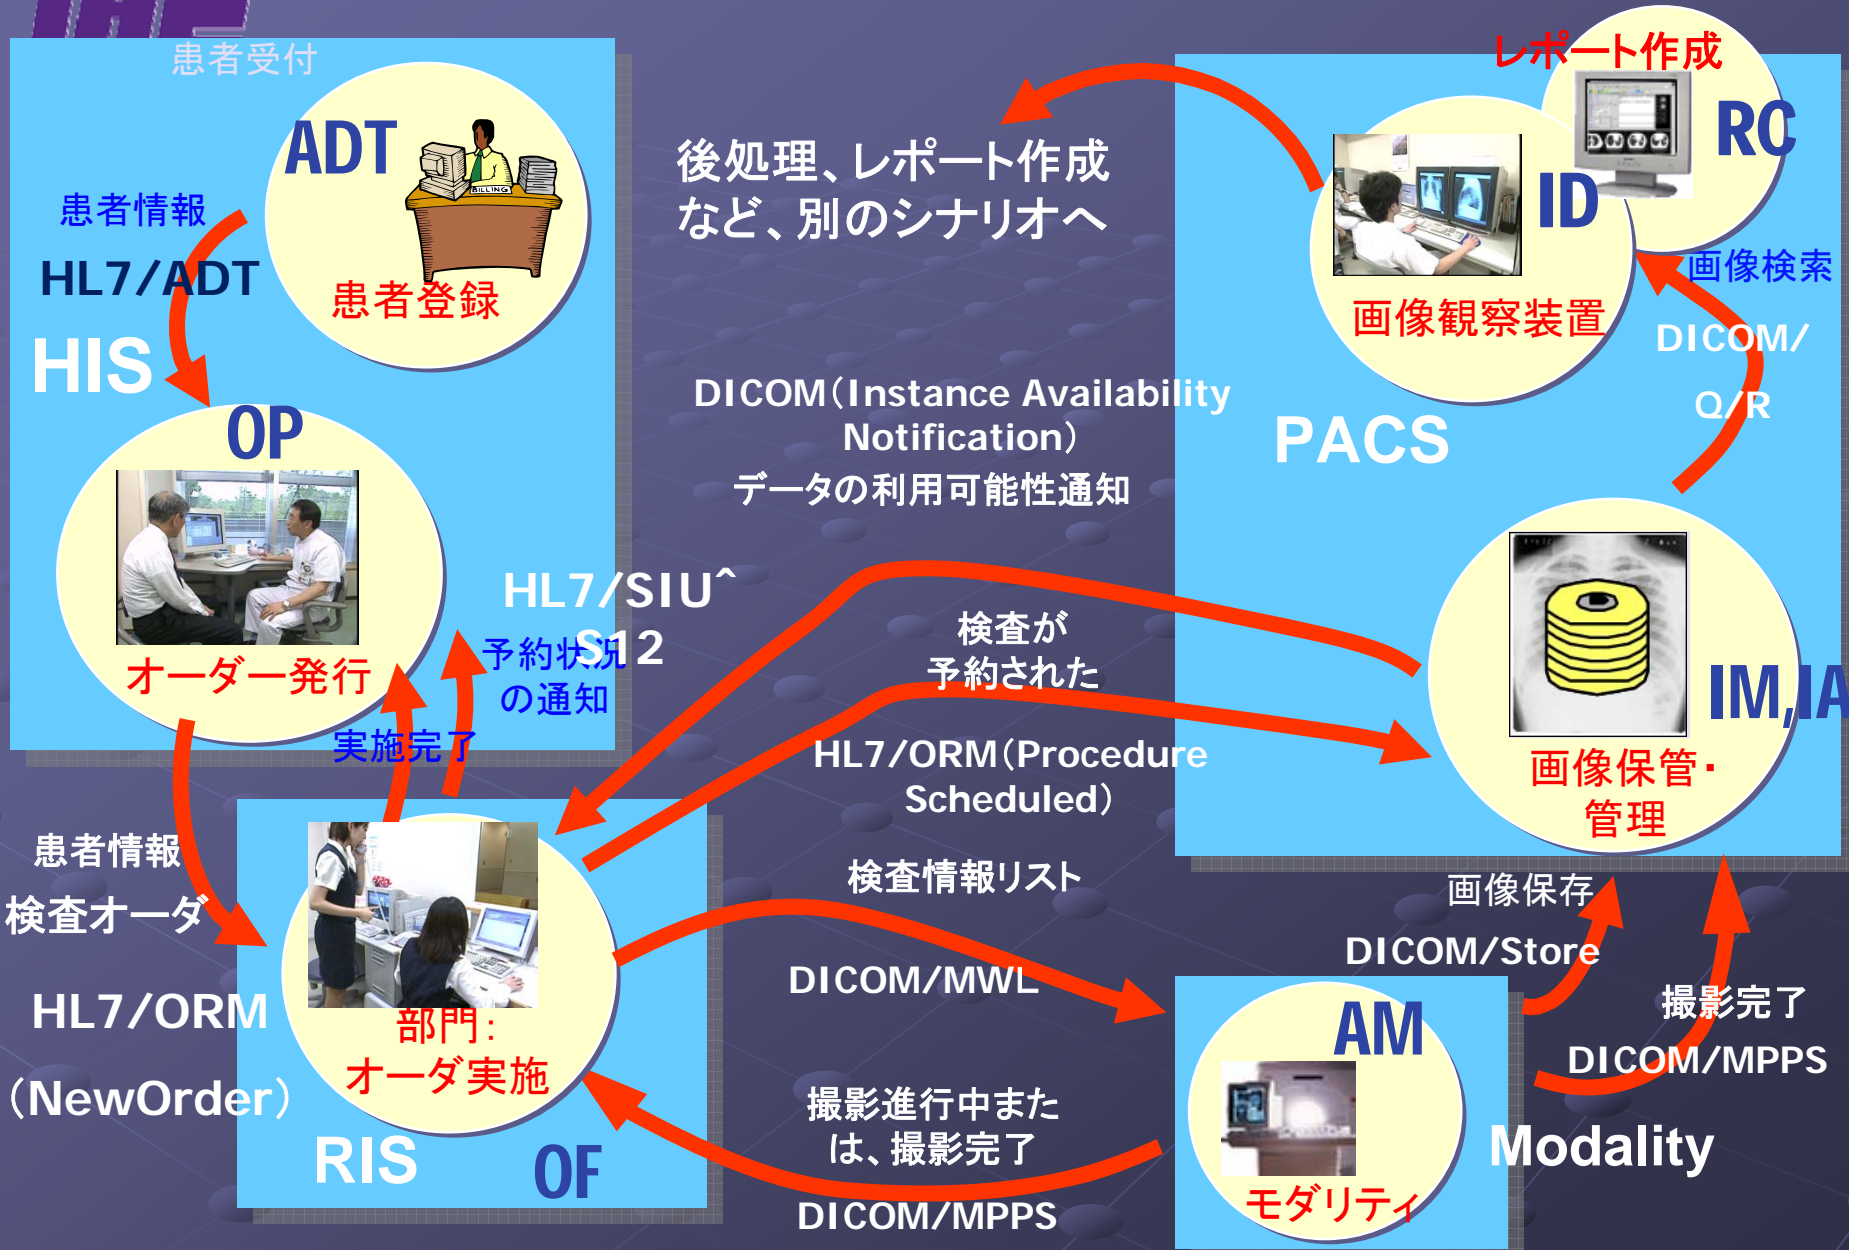 IHE
患者受付
ADT
BILLING
患者情報
HL7/ADT
患者登録
HIS
OP
オーダー発行
HL7/SIU^
S12
予約状況
の通知
実施完了
患者情報
検査オーダ
HL7/ORM
（NewOrder）
部門：
オーダ実施
RIS
OF
後処理、レポート作成
など、別のシナリオへ
DICOM（Instance Availability
Notification）
データの利用可能性通知
検査が
予約された
HL7/ORM（Procedure
Scheduled）
検査情報リスト
DICOM/MWL
撮影進行中また
は、撮影完了
DICOM/MPPS
レポート作成
RC
ID
画像観察装置
画像検索
DICOM/
Q/R
PACS
IM,IA
画像保管・
管理
画像保存
DICOM/Store
撮影完了
DICOM/MPPS
AM
モダリティ
Modality